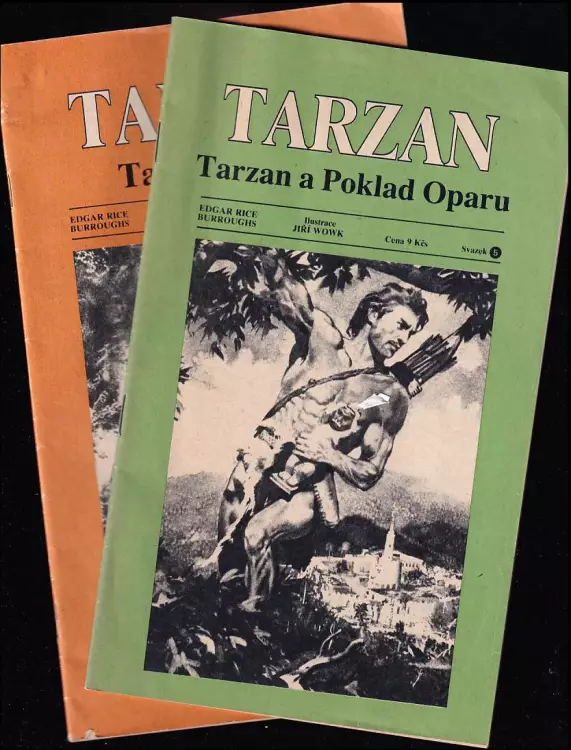 TA
Ta
EDGAR RICE
BURROUGHS
TARZAN
Tarzan a Poklad Oparu
EDGAR RICE
BURROUGHS
Ilustrace
JIŘÍ WOWK
Cena 9 Kčs
Svazek 5